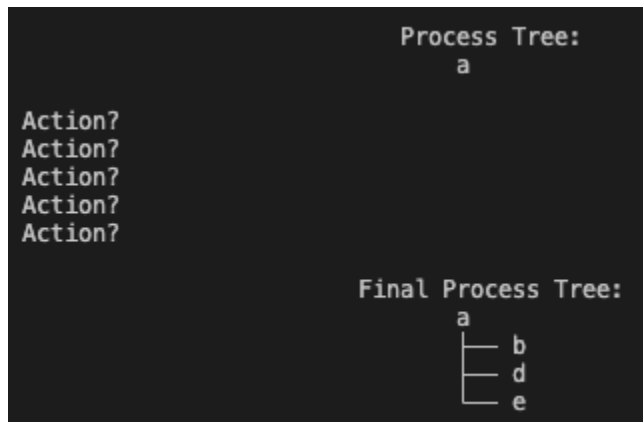 Process Tree:
a
Action?
Action?
Action?
Action?
Action?
Final Process Tree:
a
├── b
├── d
└── e